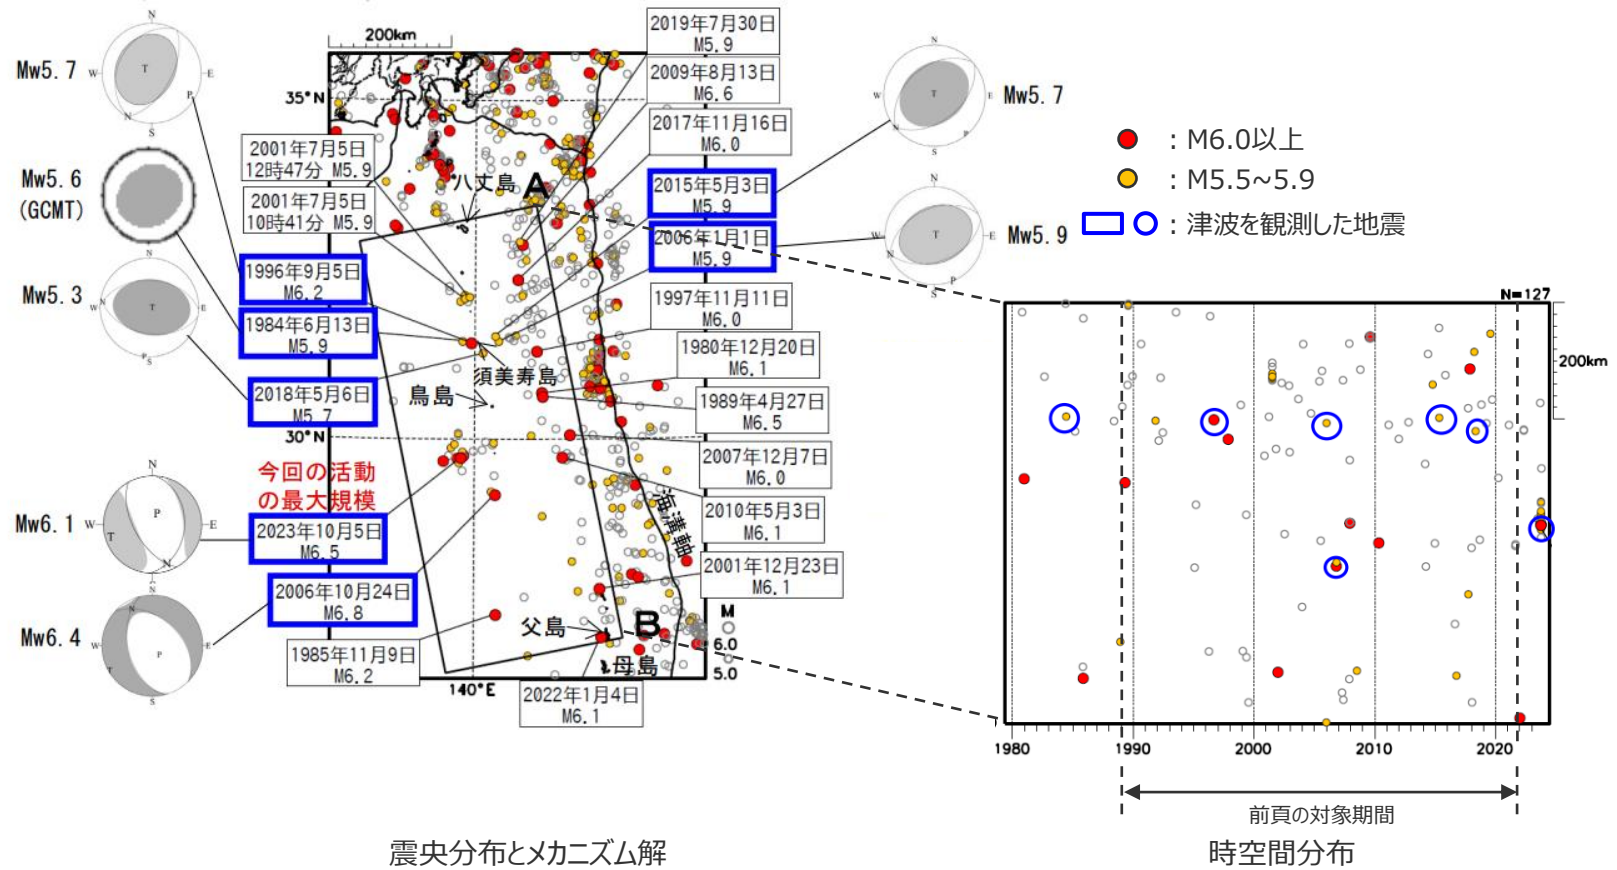 200km
35°N
30°N
140°E
Mw5.7
Mw5.6
(GCMT)
Mw5.3
Mw6.1
Mw6.4
2001年7月5日
12時47分 M5.9
2001年7月5日
10時41分 M5.9
1996年9月5日
M6.2
1984年6月13日
M5.9
2018年5月6日
M5.7
今回の活動
の最大規模
2023年10月5日
M6.5
2006年10月24日
M6.8
1985年11月9日
M6.2
八丈島
A
須美寿島
鳥島
海溝軸
父島
B
母島
M
6.0
5.0
2019年7月30日
M5.9
2009年8月13日
M6.6
2017年11月16日
M6.0
2015年5月3日
M5.9
2006年1月1日
M5.9
1997年11月11日
M6.0
1980年12月20日
M6.1
1989年4月27日
M6.5
2007年12月7日
M6.0
2010年5月3日
M6.1
2001年12月23日
M6.1
2022年1月4日
M6.1
Mw5.7
Mw5.9
：M6.0以上
：M5.5~5.9
：津波を観測した地震
N=127
200km
1980
1990
2000
2010
2020
前頁の対象期間
震央分布とメカニズム解
時空間分布